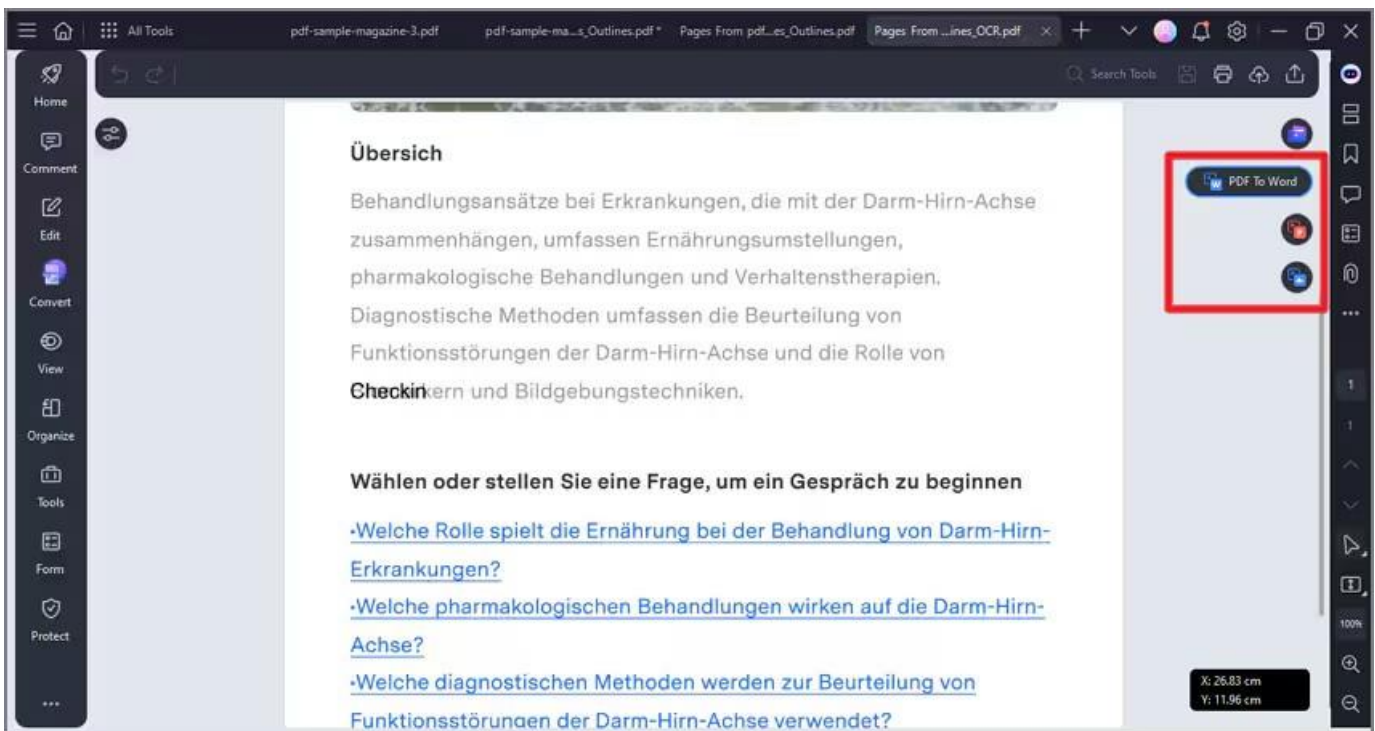 All Tools
pdf-sample-magazine-3.pdf
pdf-sample-ma...s_Outlines.pdf *
Pages From pdf...es_Outlines.pdf
Pages From ...ines_OCR.pdf
Search Tools
Home
Comment
Edit
Convert
View
Organize
Tools
Form
Protect
Übersich
Behandlungsansätze bei Erkrankungen, die mit der Darm-Hirn-Achse
zusammenhängen, umfassen Ernährungsumstellungen,
pharmakologische Behandlungen und Verhaltenstherapien.
Diagnostische Methoden umfassen die Beurteilung von
Funktionsstörungen der Darm-Hirn-Achse und die Rolle von
Checkin kern und Bildgebungstechniken.
Wählen oder stellen Sie eine Frage, um ein Gespräch zu beginnen
•Welche Rolle spielt die Ernährung bei der Behandlung von Darm-Hirn-
Erkrankungen?
•Welche pharmakologischen Behandlungen wirken auf die Darm-Hirn-
Achse?
•Welche diagnostischen Methoden werden zur Beurteilung von
Funktionsstörungen der Darm-Hirn-Achse verwendet?
PDF To Word
1
1
100%
X: 26.83 cm
Y: 11.96 cm